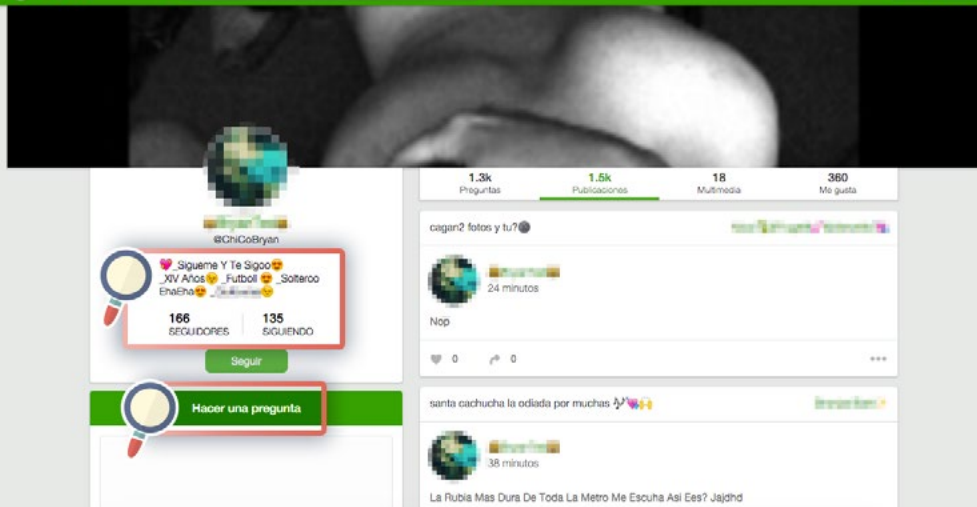 @ChiCoBryan
💘_Sigueme Y Te Sigoo😍
_XIV Años😏_Futboll 😍_Solteroo
EhaEha😍_
166 135
SEGUIDORES SIGUIENDO
Seguir
Hacer una pregunta
1.3k 1.5k 18 360
Preguntas Publicaciones Multimedia Me gusta
cagan2 fotos y tu?🌚
24 minutos
Nop
0 0
santa cachucha la odiada por muchas 🎶💘🙌
38 minutos
La Rubia Mas Dura De Toda La Metro Me Escuha Asi Ees? Jajdhd